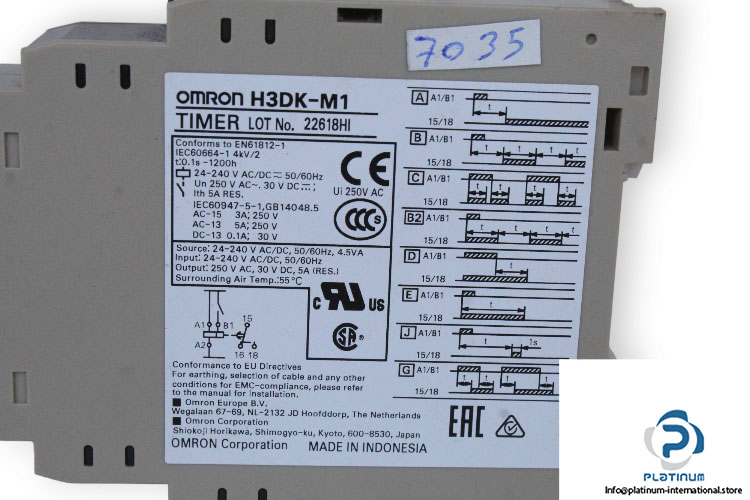 7035
OMRON H3DK-M1
TIMER LOT No. 22618HI
Conforms to EN61812-1
IEC60664-1 4kV/2
t:0.1s -1200h
24-240 V AC/DC 50/60Hz
Un 250 V AC~. 30 V DC
Ith 5A RES.
IEC60947-5-1,GB14048.5
AC-15 3A; 250 V
AC-13 5A; 250 V
DC-13 0.1A; 30 V
CE
Ui 250V AC
CCC S
Source: 24-240 V AC/DC, 50/60Hz, 4.5VA
Input: 24-240 V AC/DC, 50/60Hz
Output: 250 V AC, 30 V DC, 5A (RES.)
Surrounding Air Temp.:55°C
A1 B1 15
A2 16 18
C UR US
SA
Conformance to EU Directives
For earthing, selection of cable and any other
conditions for EMC-compliance, please refer
to the manual for Installation.
Omron Europe B.V.
Wegalaan 67-69, NL-2132 JD Hoofddorp, The Netherlands
Omron Corporation
Shiokoji Horikawa, Shimogyo-ku, Kyoto, 600-8530, Japan
OMRON Corporation MADE IN INDONESIA
A A1/B1
t
15/18
B A1/B1
t t t
15/18
C A1/B1
t t t t
15/18
B2 A1/B1
t t t
15/18
D A1/B1
t
15/18
E A1/B1
t
15/18
J A1/B1
t 1s
15/18
G A1/B1
t t t t
15/18
EAC
PLATINUM
Info@platinum-international.store